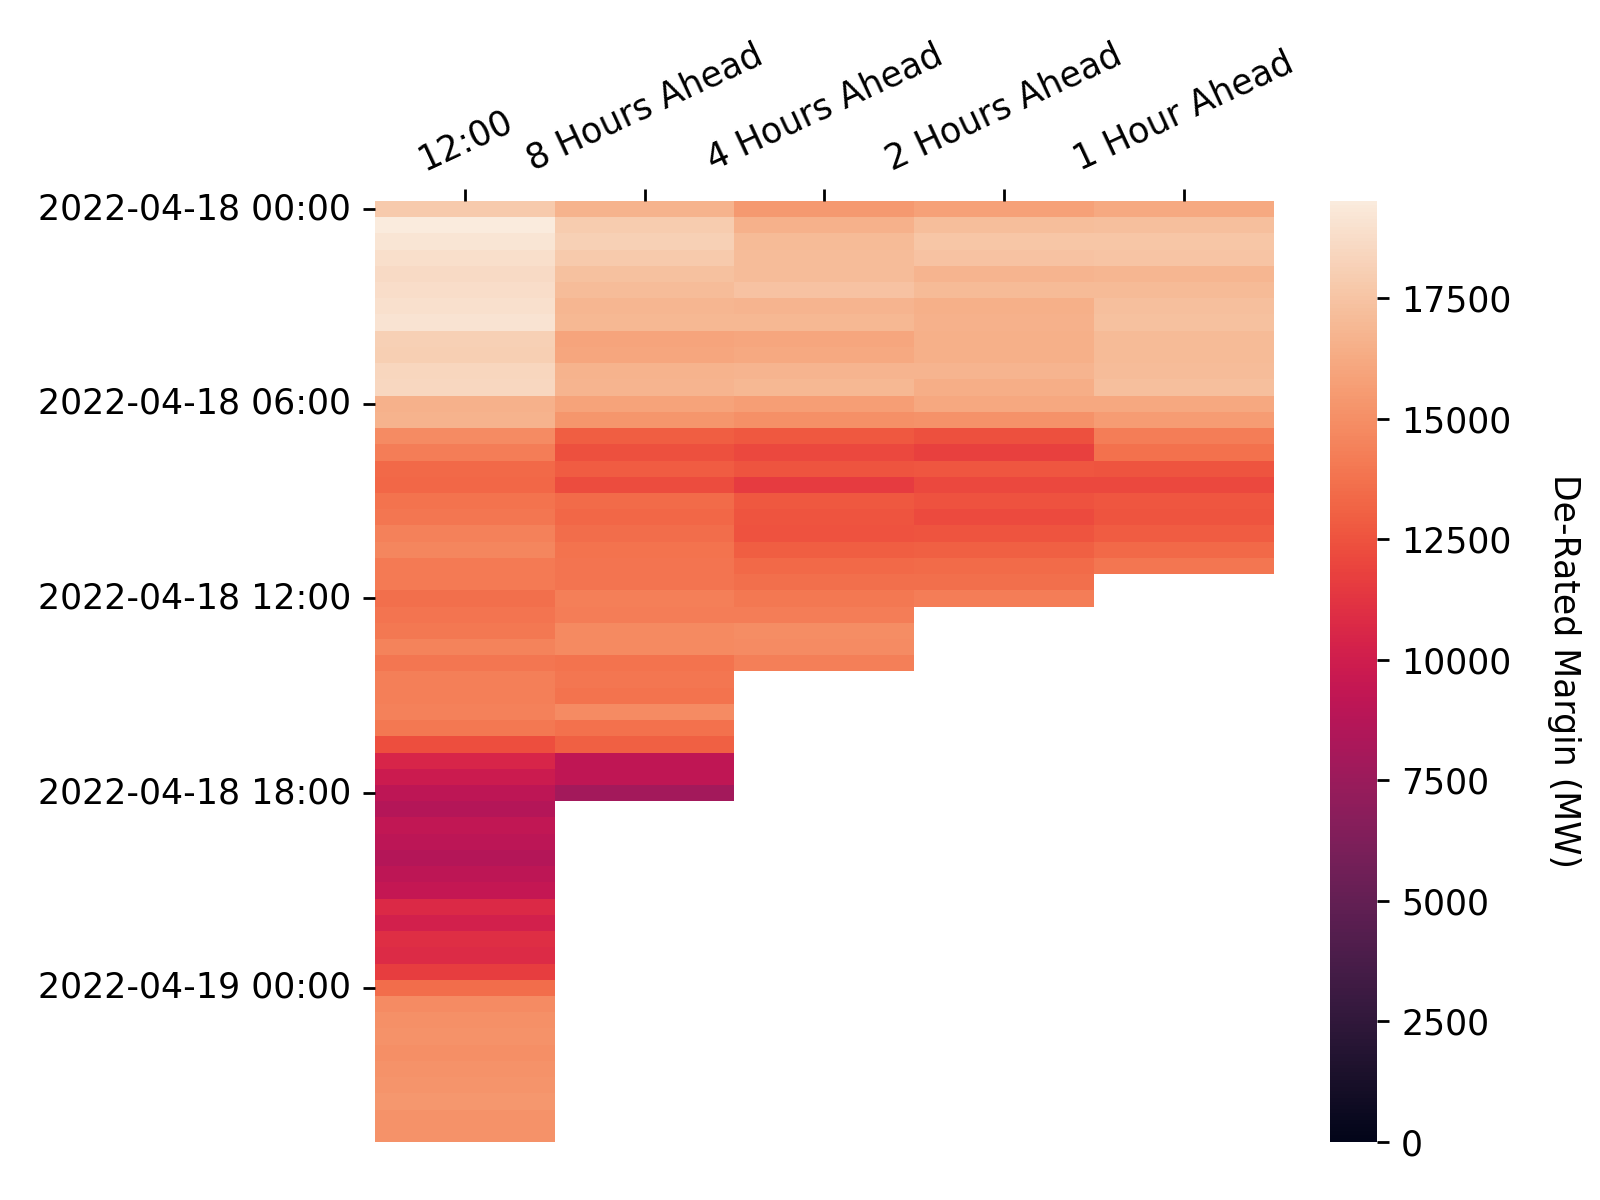 12:00
8 Hours Ahead
4 Hours Ahead
2 Hours Ahead
1 Hour Ahead
2022-04-18 00:00
2022-04-18 06:00
2022-04-18 12:00
2022-04-18 18:00
2022-04-19 00:00
17500
15000
12500
10000
7500
5000
2500
0
De-Rated Margin (MW)